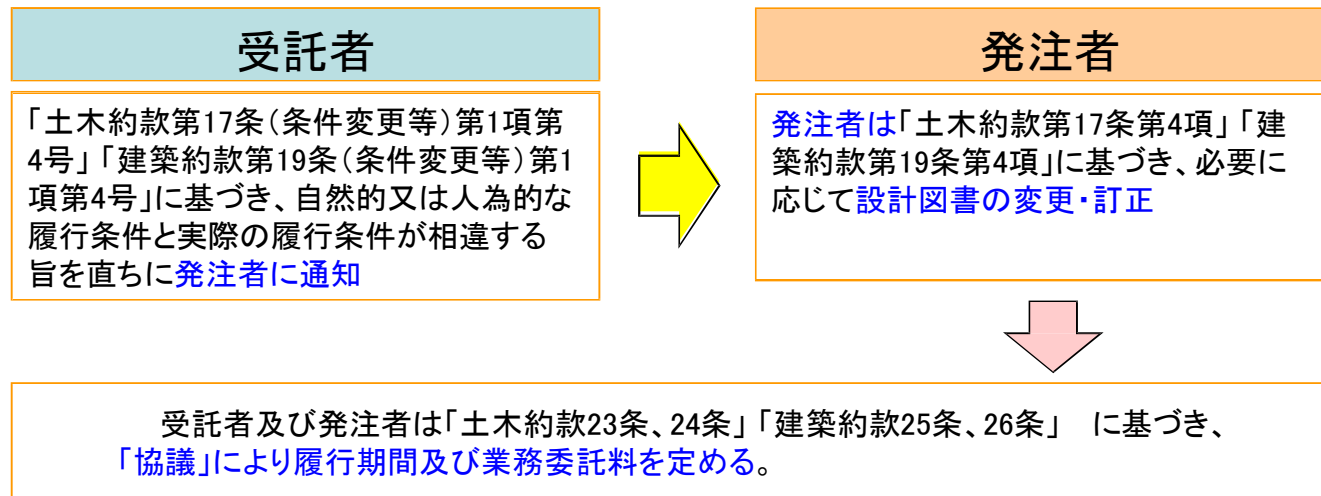 受託者
「土木約款第17条(条件変更等)第1項第
4号」「建築約款第19条(条件変更等)第1
項第4号」に基づき、自然的又は人為的な
履行条件と実際の履行条件が相違する
旨を直ちに発注者に通知
発注者
発注者は「土木約款第17条第4項」「建
築約款第19条第4項」に基づき、必要に
応じて設計図書の変更・訂正
受託者及び発注者は「土木約款23条、24条」「建築約款25条、26条」 に基づき、
「協議」により履行期間及び業務委託料を定める。